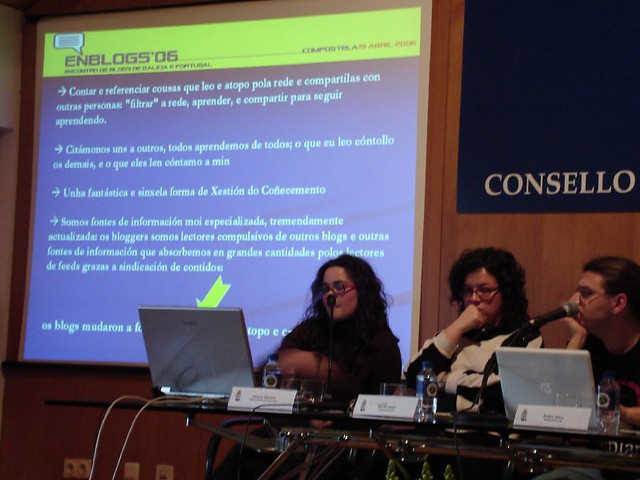 ENBLOGS'06
COMPOSTELA 19 ABRIL 2006
ENCONTRO DE BLOGS DE GALICIA E PORTUGAL
→ Contar e referenciar cousas que leo e atopo pola rede e compartilas con
outras personas: "filtrar" a rede, aprender, e compartir para seguir
aprendendo.
→ Citámonos uns a outros, todos aprendemos de todos; o que eu leo cóntollo
os demais, e o que eles len cóntamo a min
→ Unha fantástica e sinxela forma de Xestión do Coñecemento
→ Somos fontes de información moi especializada, tremendamente
actualizada: os bloggers somos lectores compulsivos de outros blogs e outras
fontes de información que absorbemos en grandes cantidades polos lectores
de feeds grazas a sindicación de contidos:
os blogs mudaron a fo
atopo e c
CONSELLO